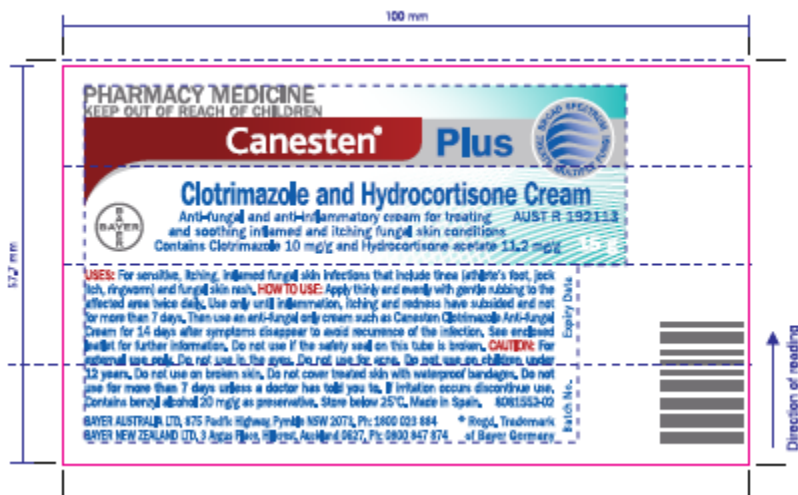 100 mm
57,7 mm
PHARMACY MEDICINE
KEEP OUT OF REACH OF CHILDREN
Canesten® Plus
BROAD SPECTRUM
Clotrimazole and Hydrocortisone Cream
BAYER
BAYER
Anti-fungal and anti-inflammatory cream for treating AUST R 192113
and soothing inflamed and itching fungal skin conditions
Contains Clotrimazole 10 mg/g and Hydrocortisone acetate 11.2 mg/g 15 g
USES: For sensitive, itching, inflamed fungal skin infections that include tinea (athlete's foot, jock
itch, ringworm) and fungal skin rash. HOW TO USE: Apply thinly and evenly with gentle rubbing to the
affected area twice daily. Use only until inflammation, itching and redness have subsided and not
for more than 7 days. Then use an anti-fungal only cream such as Canesten Clotrimazole Anti-fungal
Cream for 14 days after symptoms disappear to avoid recurrence of the infection. See enclosed
leaflet for further information. Do not use if the safety seal on this tube is broken. CAUTION: For
external use only. Do not use in the eyes. Do not use for acne. Do not use on children under
12 years. Do not use on broken skin. Do not cover treated skin with waterproof bandages. Do not
use for more than 7 days unless a doctor has told you to. If irritation occurs discontinue use.
Contains benzyl alcohol 20 mg/g as preservative. Store below 25°C. Made in Spain. 8081553-02
BAYER AUSTRALIA LTD, 875 Pacific Highway Pymble NSW 2073, Ph: 1800 023 884 ® Regd. Trademark
BAYER NEW ZEALAND LTD, 3 Argus Place, Hillcrest, Auckland 0627, Ph: 0800 847 874 of Bayer Germany
Batch No. Expiry Date
Direction of reading